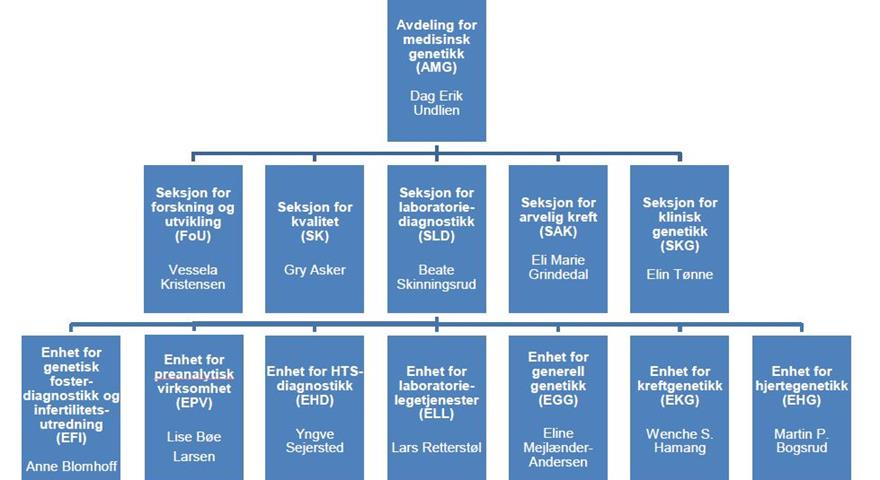 Avdeling for
medisinsk
genetikk
(AMG)
Dag Erik
Undlien
Seksjon for
forskning og
utvikling
(FoU)
Vessela
Kristensen
Seksjon for
kvalitet
(SK)
Gry Asker
Seksjon for
laboratorie-
diagnostikk
(SLD)
Beate
Skinningsrud
Seksjon for
arvelig kreft
(SAK)
Eli Marie
Grindedal
Seksjon for
klinisk
genetikk
(SKG)
Elin Tønne
Enhet for
genetisk
foster-
diagnostikk og
infertilitets-
utredning
(EFI)
Anne Blomhoff
Enhet for
preanalytisk
virksomhet
(EPV)
Lise Bøe
Larsen
Enhet for HTS-
diagnostikk
(EHD)
Yngve
Sejersted
Enhet for
laboratorie-
legetjenester
(ELL)
Lars Retterstøl
Enhet for
generell
genetikk
(EGG)
Eline
Mejlænder-
Andersen
Enhet for
kreftgenetikk
(EKG)
Wenche S.
Hamang
Enhet for
hjertegenetikk
(EHG)
Martin P.
Bogsrud